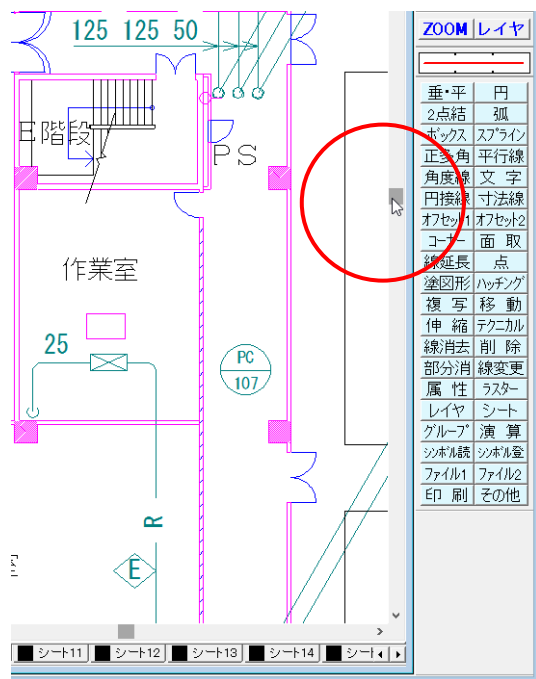 125 125 50
ZOOM レイヤ
E階段
PS
作業室
25
PC
107
R
E
垂・平 円
2点結 弧
ボックス スプライン
正多角 平行線
角度線 文 字
円接線 寸法線
オフセット1 オフセット2
コーナー 面 取
線延長 点
塗図形 ハッチング
複 写 移 動
伸 縮 テクニカル
線消去 削 除
部分消 線変更
属 性 ラスター
レイヤ シート
グループ 演 算
シンボル読 シンボル登
ファイル1 ファイル2
印 刷 その他
シート11 シート12 シート13 シート14 シート